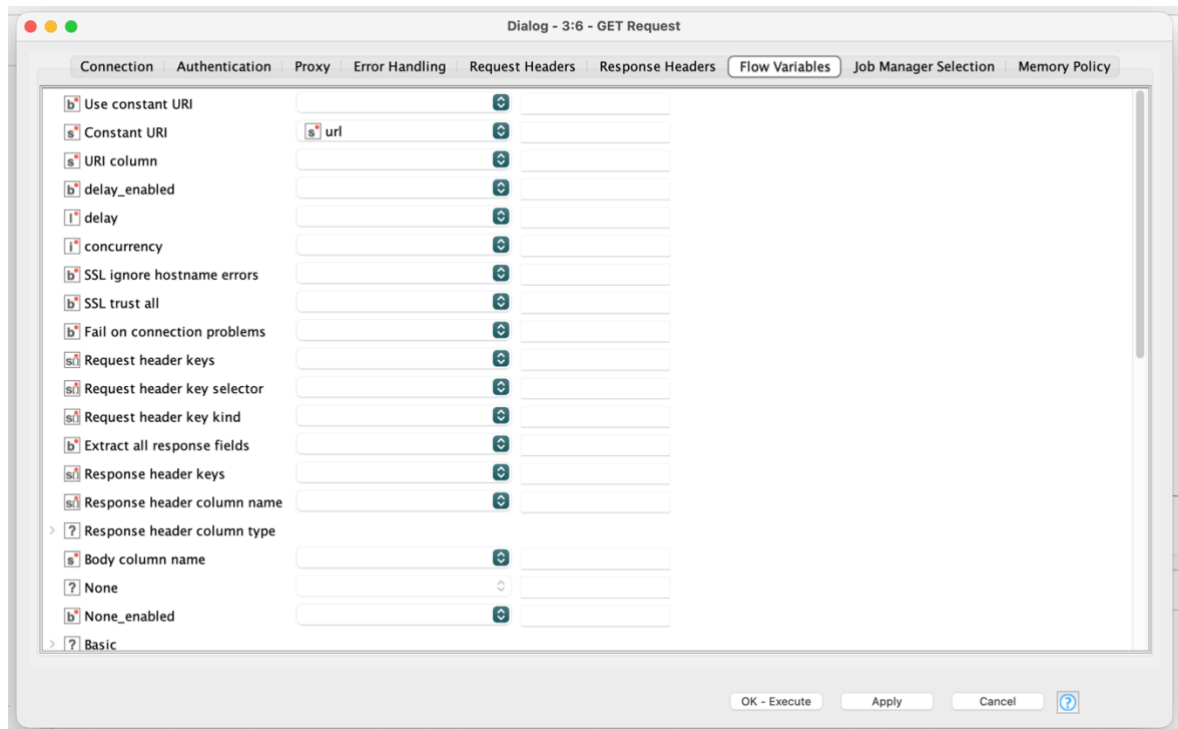 Dialog - 3:6 - GET Request
Connection Authentication Proxy Error Handling Request Headers Response Headers Flow Variables Job Manager Selection Memory Policy
b Use constant URI
s Constant URI s url
s URI column
b delay_enabled
l delay
i concurrency
b SSL ignore hostname errors
b SSL trust all
b Fail on connection problems
s[] Request header keys
s[] Request header key selector
s[] Request header key kind
b Extract all response fields
s[] Response header keys
s[] Response header column name
? Response header column type
s Body column name
? None
b None_enabled
? Basic
OK - Execute Apply Cancel ?